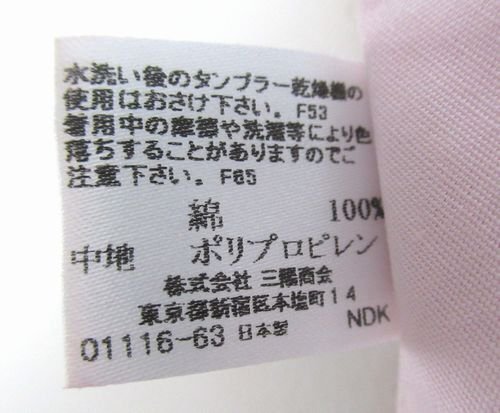 水洗い後のタンブラー乾燥機の
使用はおさけ下さい。F53
着用中の摩擦や洗濯等により色
落ちすることがありますのでご
注意下さい。F65
綿 100%
中地 ポリプロピレン
株式会社 三陽商会
東京都新宿区本塩町14
01116-63 日本製 NDK